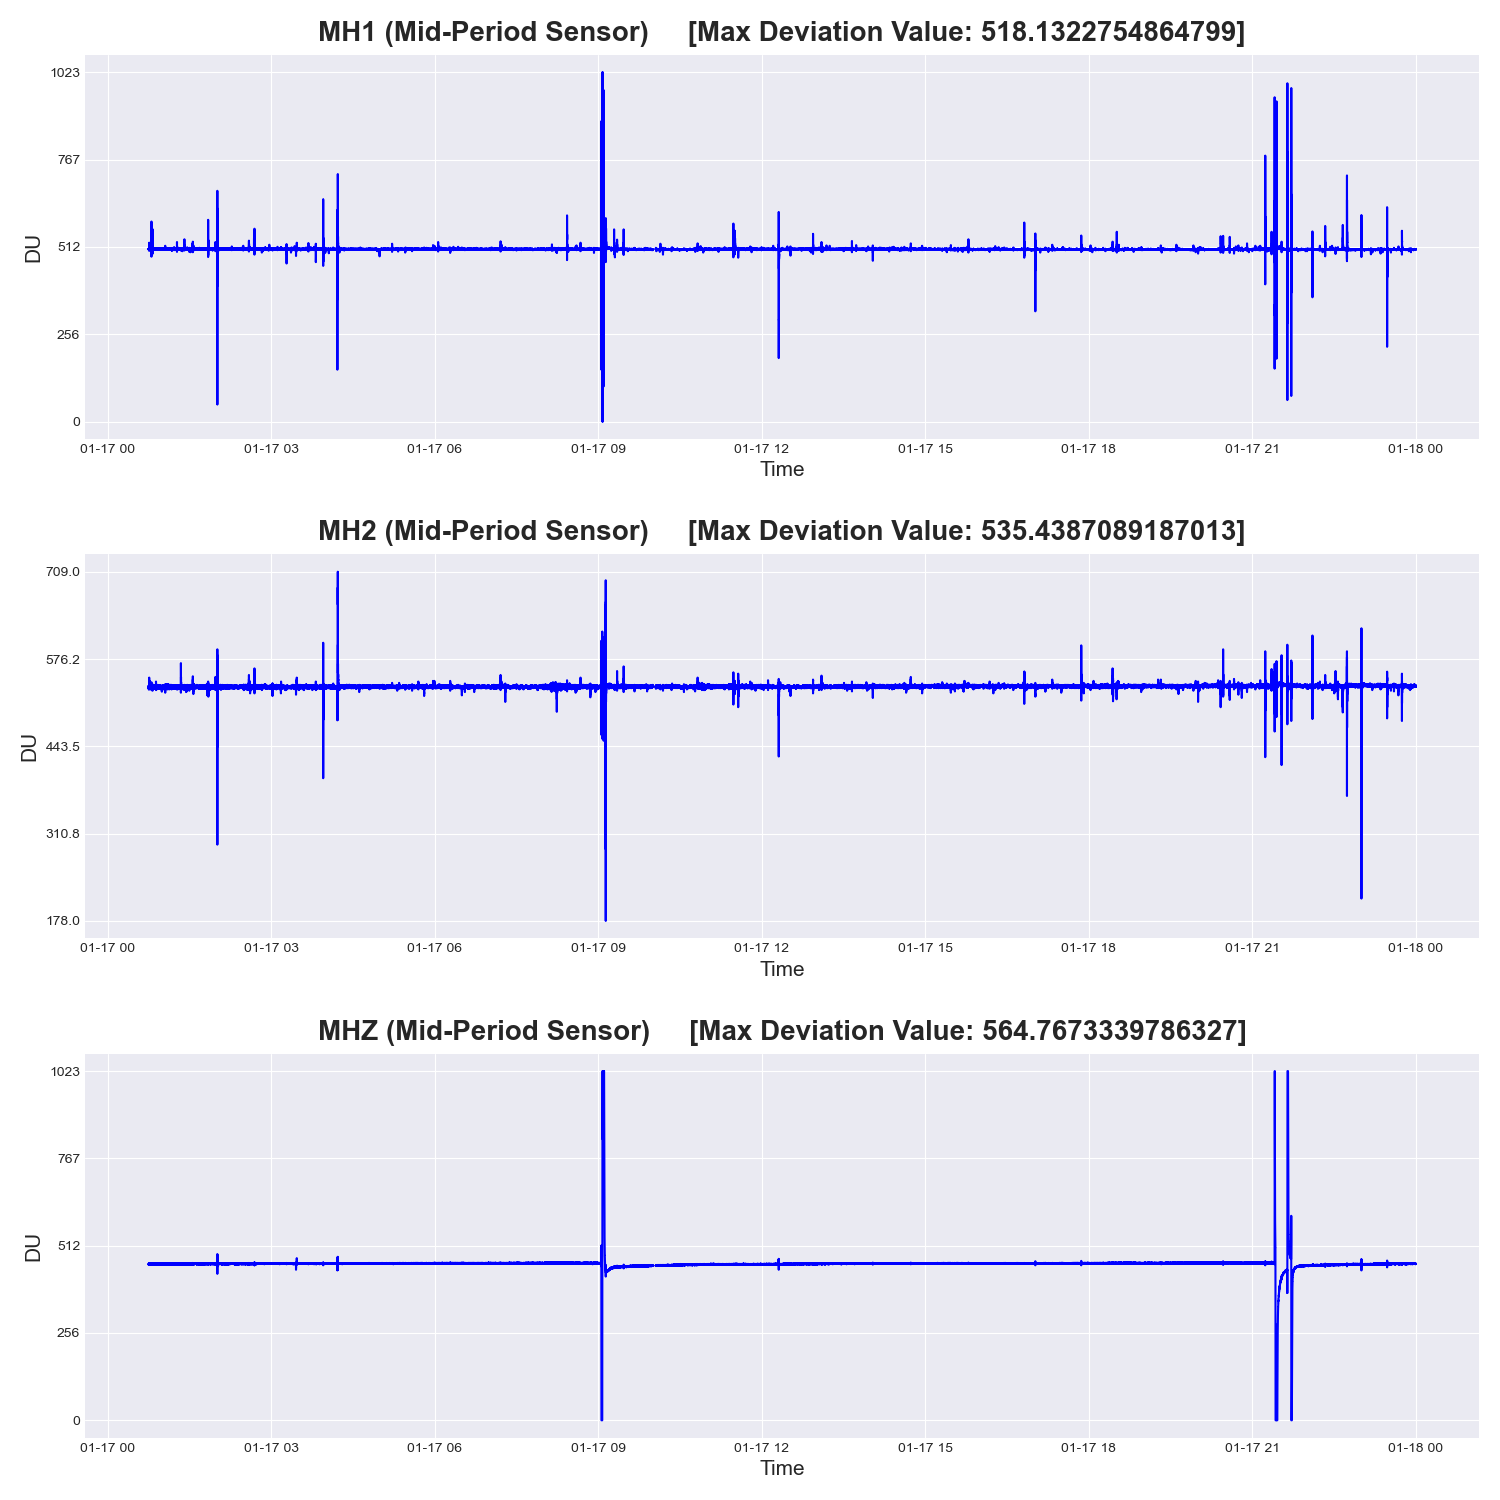 MH1 (Mid-Period Sensor) [Max Deviation Value: 518.1322754864799]
1023
767
512
256
0
DU
01-17 00 01-17 03 01-17 06 01-17 09 01-17 12 01-17 15 01-17 18 01-17 21 01-18 00
Time
MH2 (Mid-Period Sensor) [Max Deviation Value: 535.4387089187013]
709.0
576.2
443.5
310.8
178.0
DU
01-17 00 01-17 03 01-17 06 01-17 09 01-17 12 01-17 15 01-17 18 01-17 21 01-18 00
Time
MHZ (Mid-Period Sensor) [Max Deviation Value: 564.7673339786327]
1023
767
512
256
0
DU
01-17 00 01-17 03 01-17 06 01-17 09 01-17 12 01-17 15 01-17 18 01-17 21 01-18 00
Time